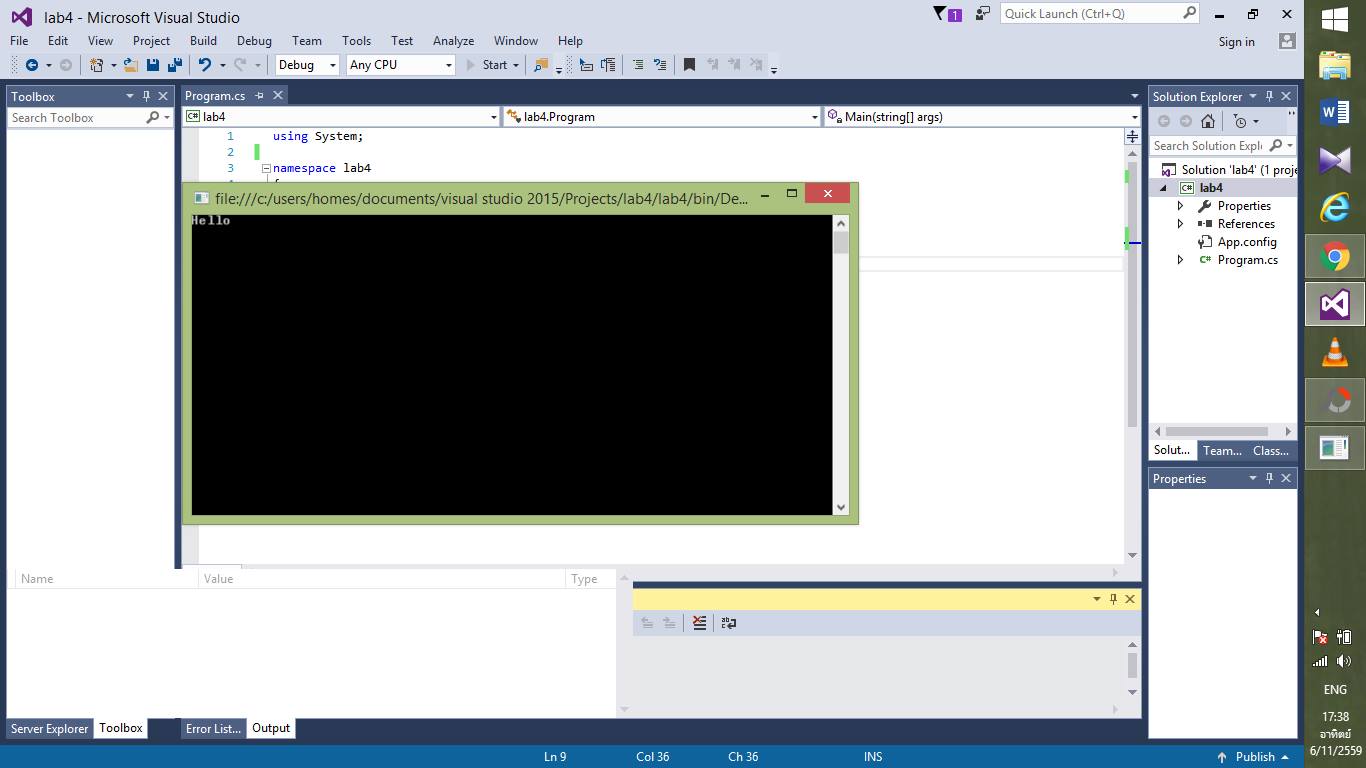 lab4 - Microsoft Visual Studio
1
Quick Launch (Ctrl+Q)
File Edit View Project Build Debug Team Tools Test Analyze Window Help
Sign in
Debug Any CPU Start
Toolbox
Search Toolbox
Program.cs
lab4 lab4.Program Main(string[] args)
1 using System;
2
3 namespace lab4
file:///c:/users/homes/documents/visual studio 2015/Projects/lab4/lab4/bin/De...
Hello
Solution Explorer
Search Solution Explo
Solution 'lab4' (1 proje
lab4
Properties
References
App.config
Program.cs
Solut... Team... Class...
Properties
Name Value Type
Server Explorer Toolbox Error List... Output
Ln 9 Col 36 Ch 36 INS Publish
ENG
17:38
อาทิตย์
6/11/2559